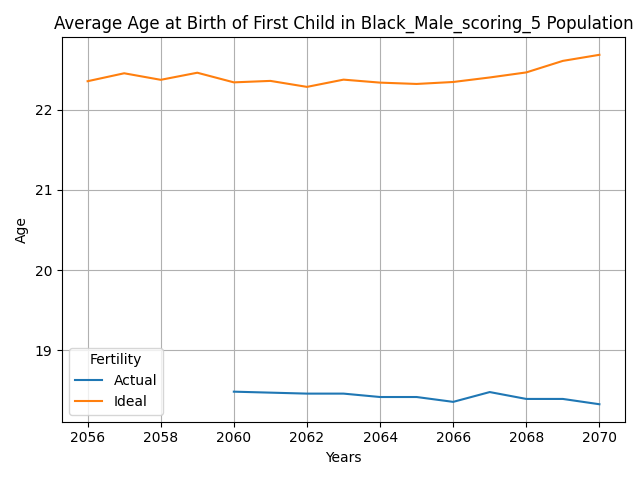 Average Age at Birth of First Child in Black_Male_scoring_5 Population
Age
22
21
20
19
Fertility
Actual
Ideal
2056 2058 2060 2062 2064 2066 2068 2070
Years